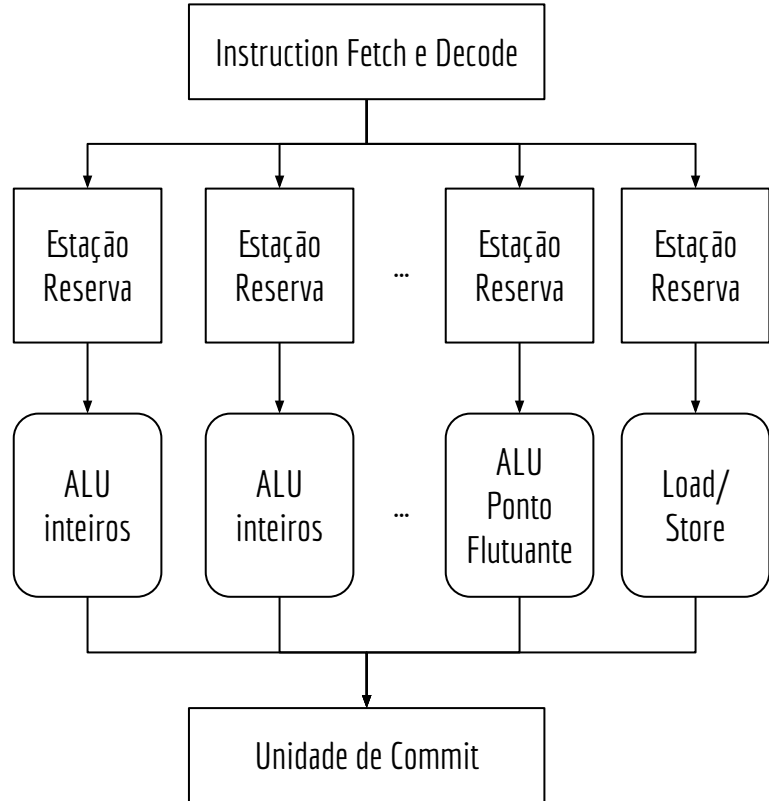 Instruction Fetch e Decode
Estação
Reserva
Estação
Reserva
...
Estação
Reserva
Estação
Reserva
ALU
inteiros
ALU
inteiros
...
ALU
Ponto
Flutuante
Load/
Store
Unidade de Commit